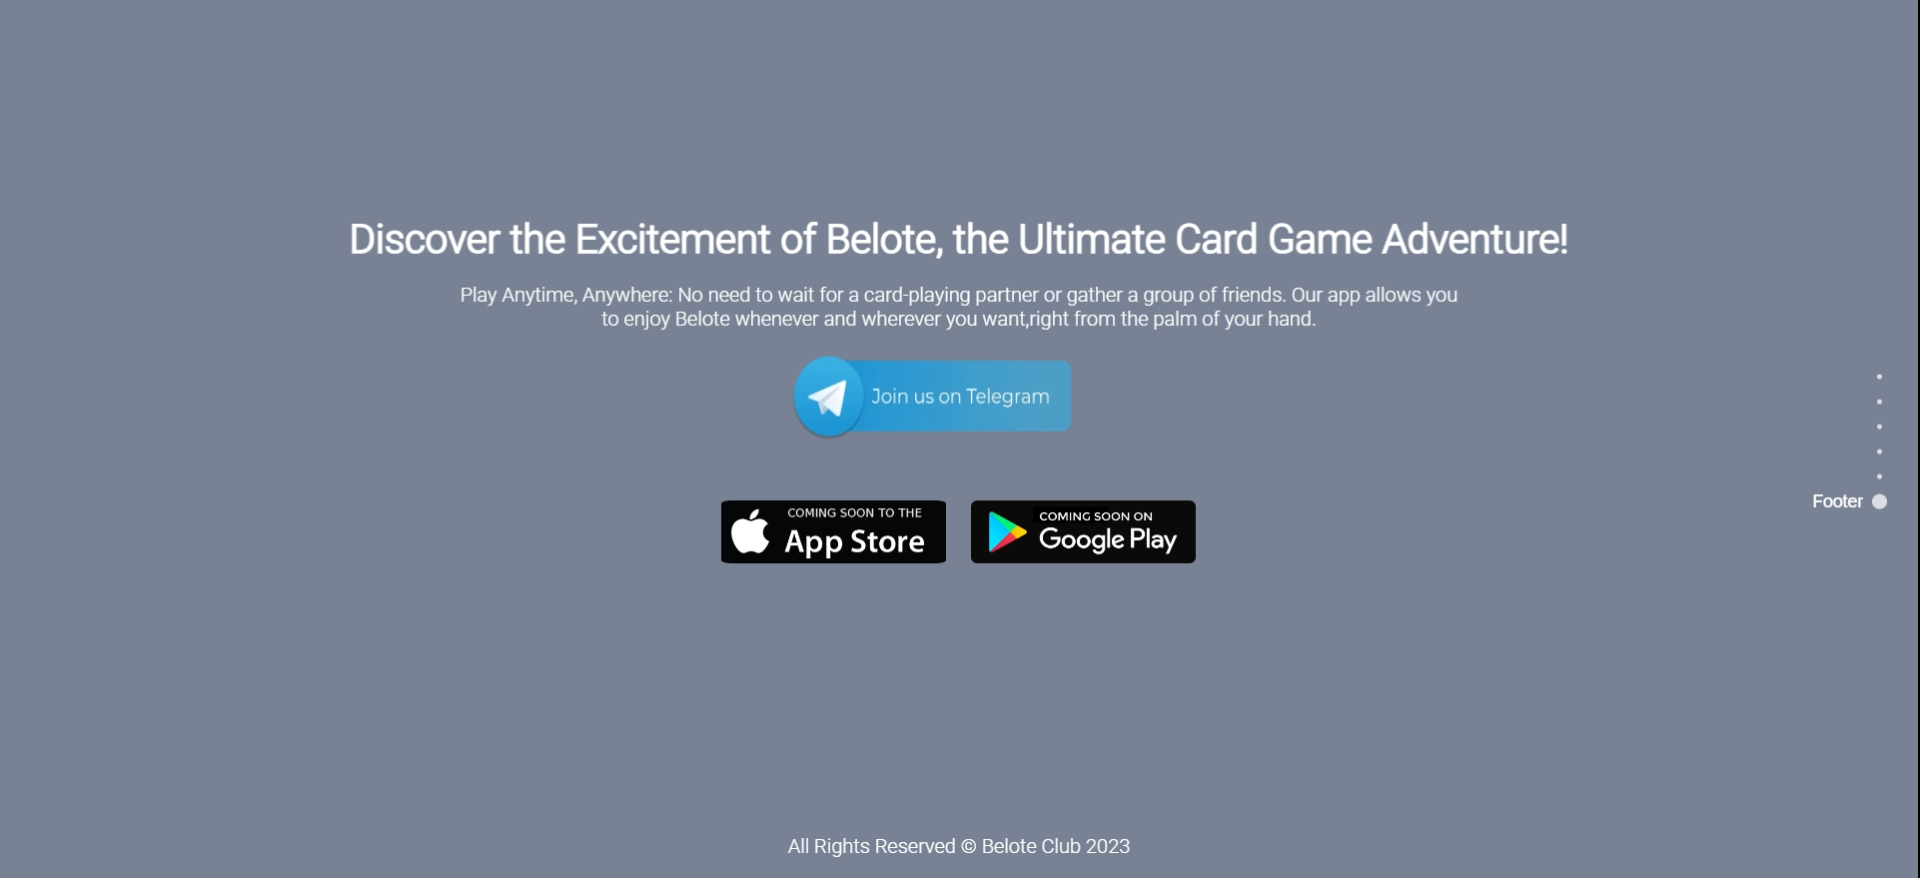 Discover the Excitement of Belote, the Ultimate Card Game Adventure!
Play Anytime, Anywhere: No need to wait for a card-playing partner or gather a group of friends. Our app allows you
to enjoy Belote whenever and wherever you want,right from the palm of your hand.
Join us on Telegram
Footer
COMING SOON TO THE
App Store
COMING SOON ON
Google Play
All Rights Reserved © Belote Club 2023